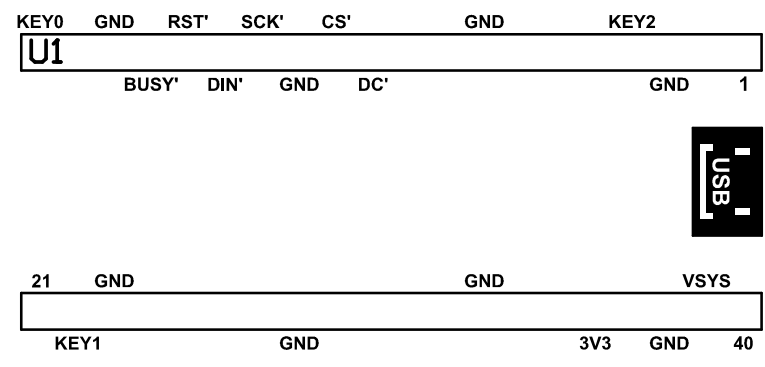 KEY0 GND RST' SCK' CS' GND KEY2
U1
BUSY' DIN' GND DC' GND 1
USB
21 GND GND VSYS
KEY1 GND 3V3 GND 40